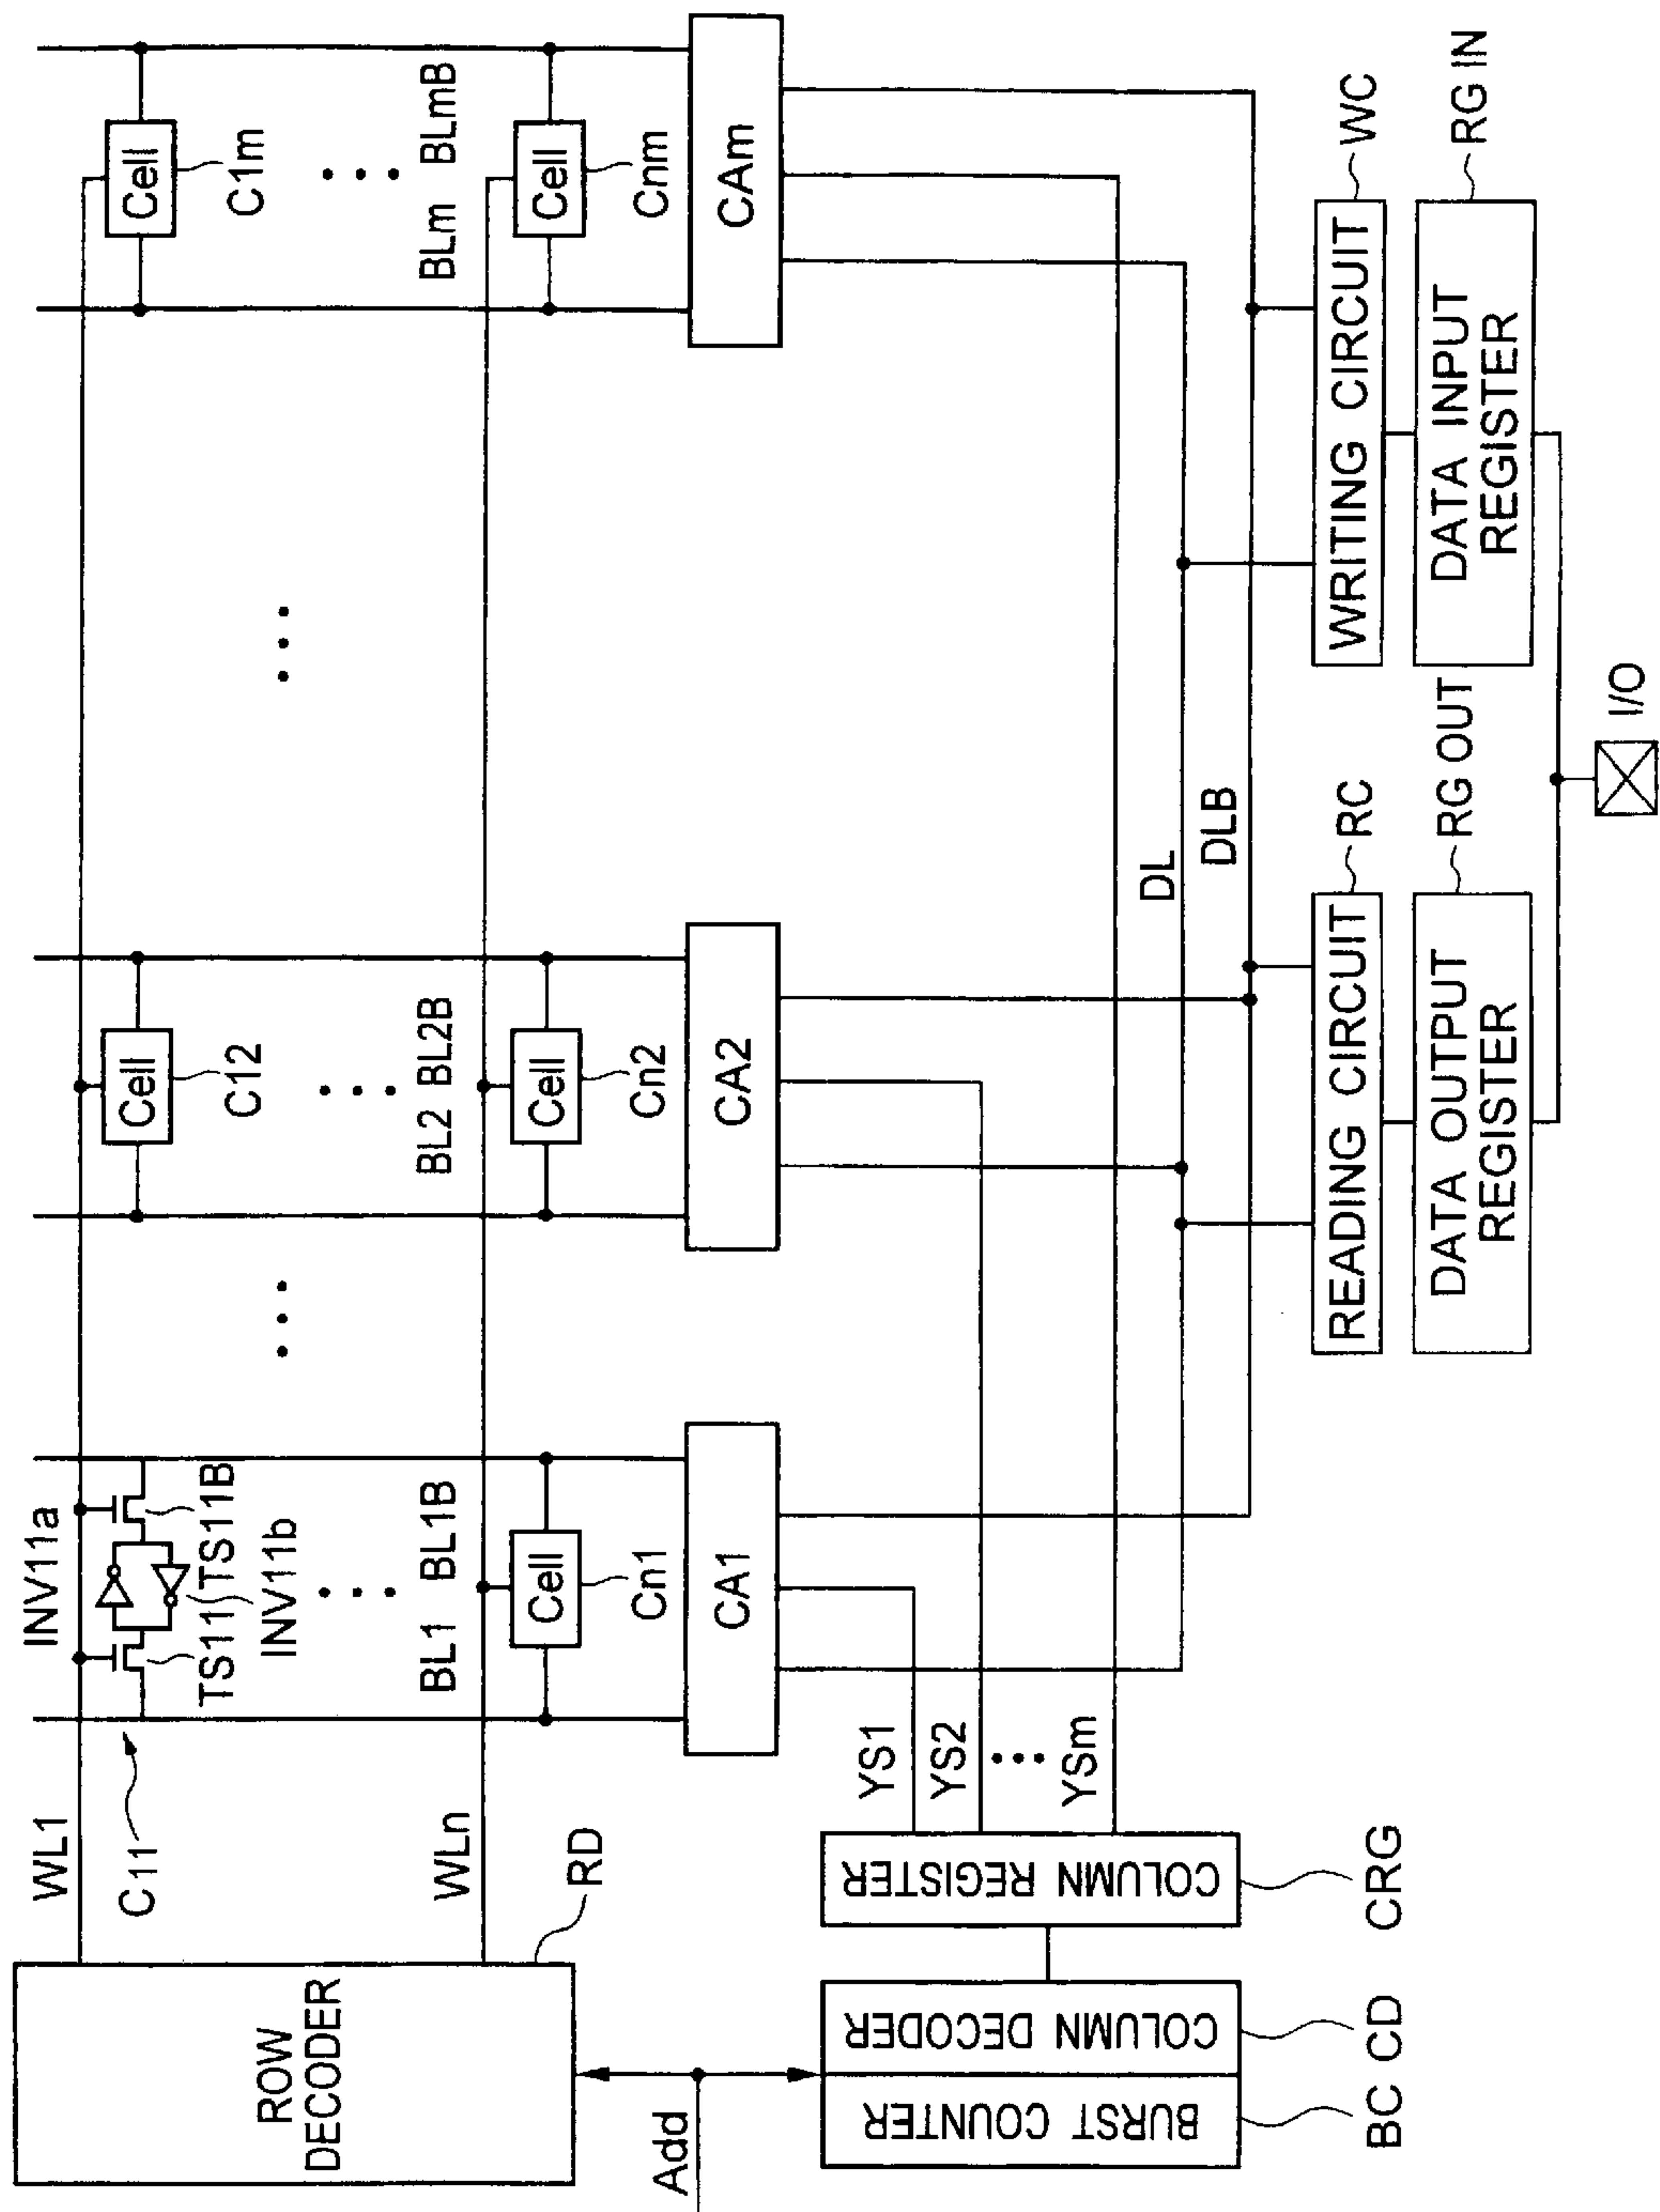 INV11a
WL1
C11
TS11
TS11B
INV11b
Cell
C12
Cell
C1m
BL1
BL1B
BL2
BL2B
BLm
BLmB
WLn
Cell
Cn1
Cell
Cn2
Cell
Cnm
ROW
DECODER
RD
CA1
CA2
CAm
Add
BURST COUNTER
COLUMN DECODER
COLUMN REGISTER
BC
CD
CRG
YS1
YS2
YSm
DL
DLB
READING CIRCUIT
RC
WRITING CIRCUIT
WC
DATA OUTPUT
REGISTER
RG OUT
DATA INPUT
REGISTER
RG IN
I/O